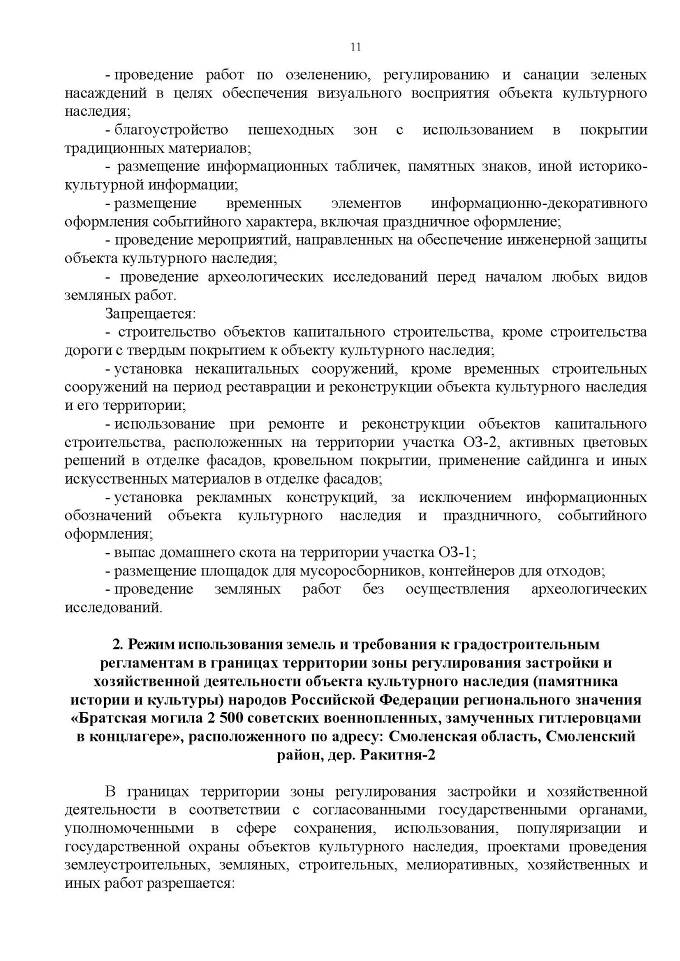 11
- проведение работ по озеленению, регулированию и санации зеленых
насаждений в целях обеспечения визуального восприятия объекта культурного
наследия;
- благоустройство пешеходных зон с использованием в покрытии
традиционных материалов;
- размещение информационных табличек, памятных знаков, иной историко-
культурной информации;
- размещение временных элементов информационно-декоративного
оформления событийного характера, включая праздничное оформление;
- проведение мероприятий, направленных на обеспечение инженерной защиты
объекта культурного наследия;
- проведение археологических исследований перед началом любых видов
земляных работ.
Запрещается:
- строительство объектов капитального строительства, кроме строительства
дороги с твердым покрытием к объекту культурного наследия;
- установка некапитальных сооружений, кроме временных строительных
сооружений на период реставрации и реконструкции объекта культурного наследия
и его территории;
- использование при ремонте и реконструкции объектов капитального
строительства, расположенных на территории участка ОЗ-2, активных цветовых
решений в отделке фасадов, кровельном покрытии, применение сайдинга и иных
искусственных материалов в отделке фасадов;
- установка рекламных конструкций, за исключением информационных
обозначений объекта культурного наследия и праздничного, событийного
оформления;
- выпас домашнего скота на территории участка ОЗ-1;
- размещение площадок для мусоросборников, контейнеров для отходов;
- проведение земляных работ без осуществления археологических
исследований.
2. Режим использования земель и требования к градостроительным
регламентам в границах территории зоны регулирования застройки и
хозяйственной деятельности объекта культурного наследия (памятника
истории и культуры) народов Российской Федерации регионального значения
«Братская могила 2 500 советских военнопленных, замученных гитлеровцами
в концлагере», расположенного по адресу: Смоленская область, Смоленский
район, дер. Ракитня-2
В границах территории зоны регулирования застройки и хозяйственной
деятельности в соответствии с согласованными государственными органами,
уполномоченными в сфере сохранения, использования, популяризации и
государственной охраны объектов культурного наследия, проектами проведения
землеустроительных, земляных, строительных, мелиоративных, хозяйственных и
иных работ разрешается: